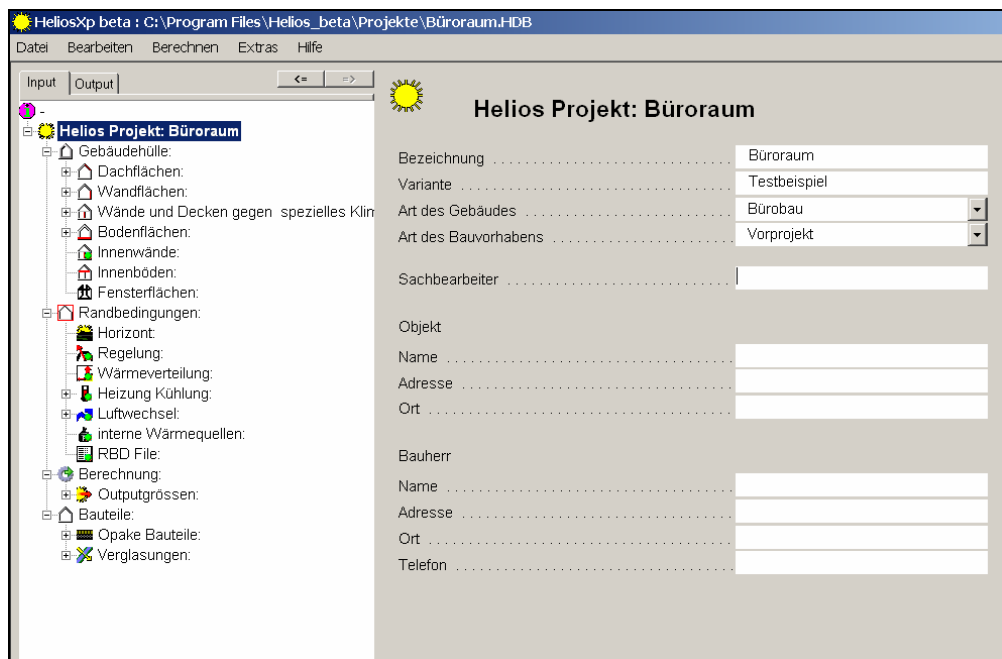 HeliosXp beta : C:\Program Files\Helios_beta\Projekte\Büroraum.HDB
Datei Bearbeiten Berechnen Extras Hilfe
Input Output <= =>
-
Helios Projekt: Büroraum
Gebäudehülle:
Dachflächen:
Wandflächen:
Wände und Decken gegen spezielles Klim
Bodenflächen:
Innenwände:
Innenböden:
Fensterflächen:
Randbedingungen:
Horizont:
Regelung:
Wärmeverteilung:
Heizung Kühlung:
Luftwechsel:
interne Wärmequellen:
RBD File:
Berechnung:
Outputgrössen:
Bauteile:
Opake Bauteile:
Verglasungen:
Helios Projekt: Büroraum
Bezeichnung Büroraum
Variante Testbeispiel
Art des Gebäudes Bürobau
Art des Bauvorhabens Vorprojekt
Sachbearbeiter
Objekt
Name
Adresse
Ort
Bauherr
Name
Adresse
Ort
Telefon